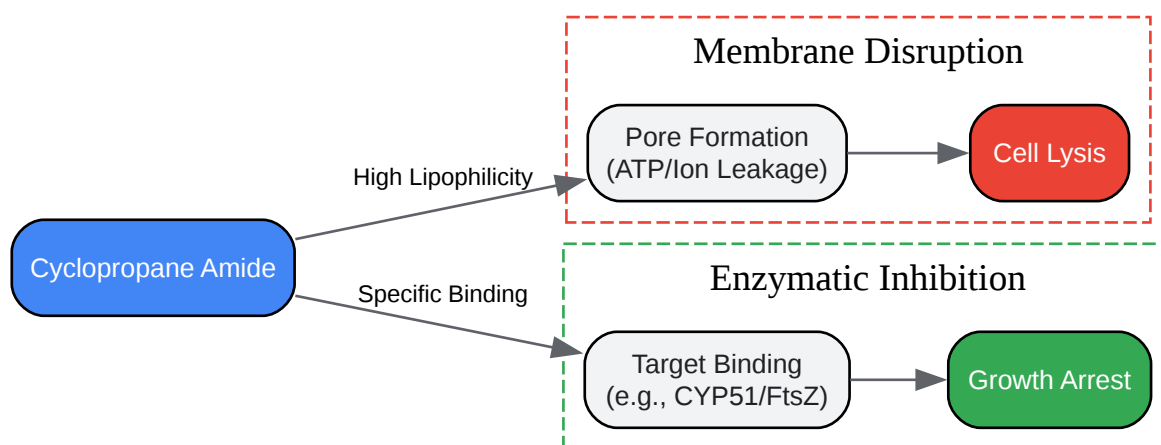 Membrane Disruption
Pore Formation
(ATP/Ion Leakage)
Cell Lysis
High Lipophilicity
Cyclopropane Amide
Specific Binding
Enzymatic Inhibition
Target Binding
(e.g., CYP51/FtsZ)
Growth Arrest